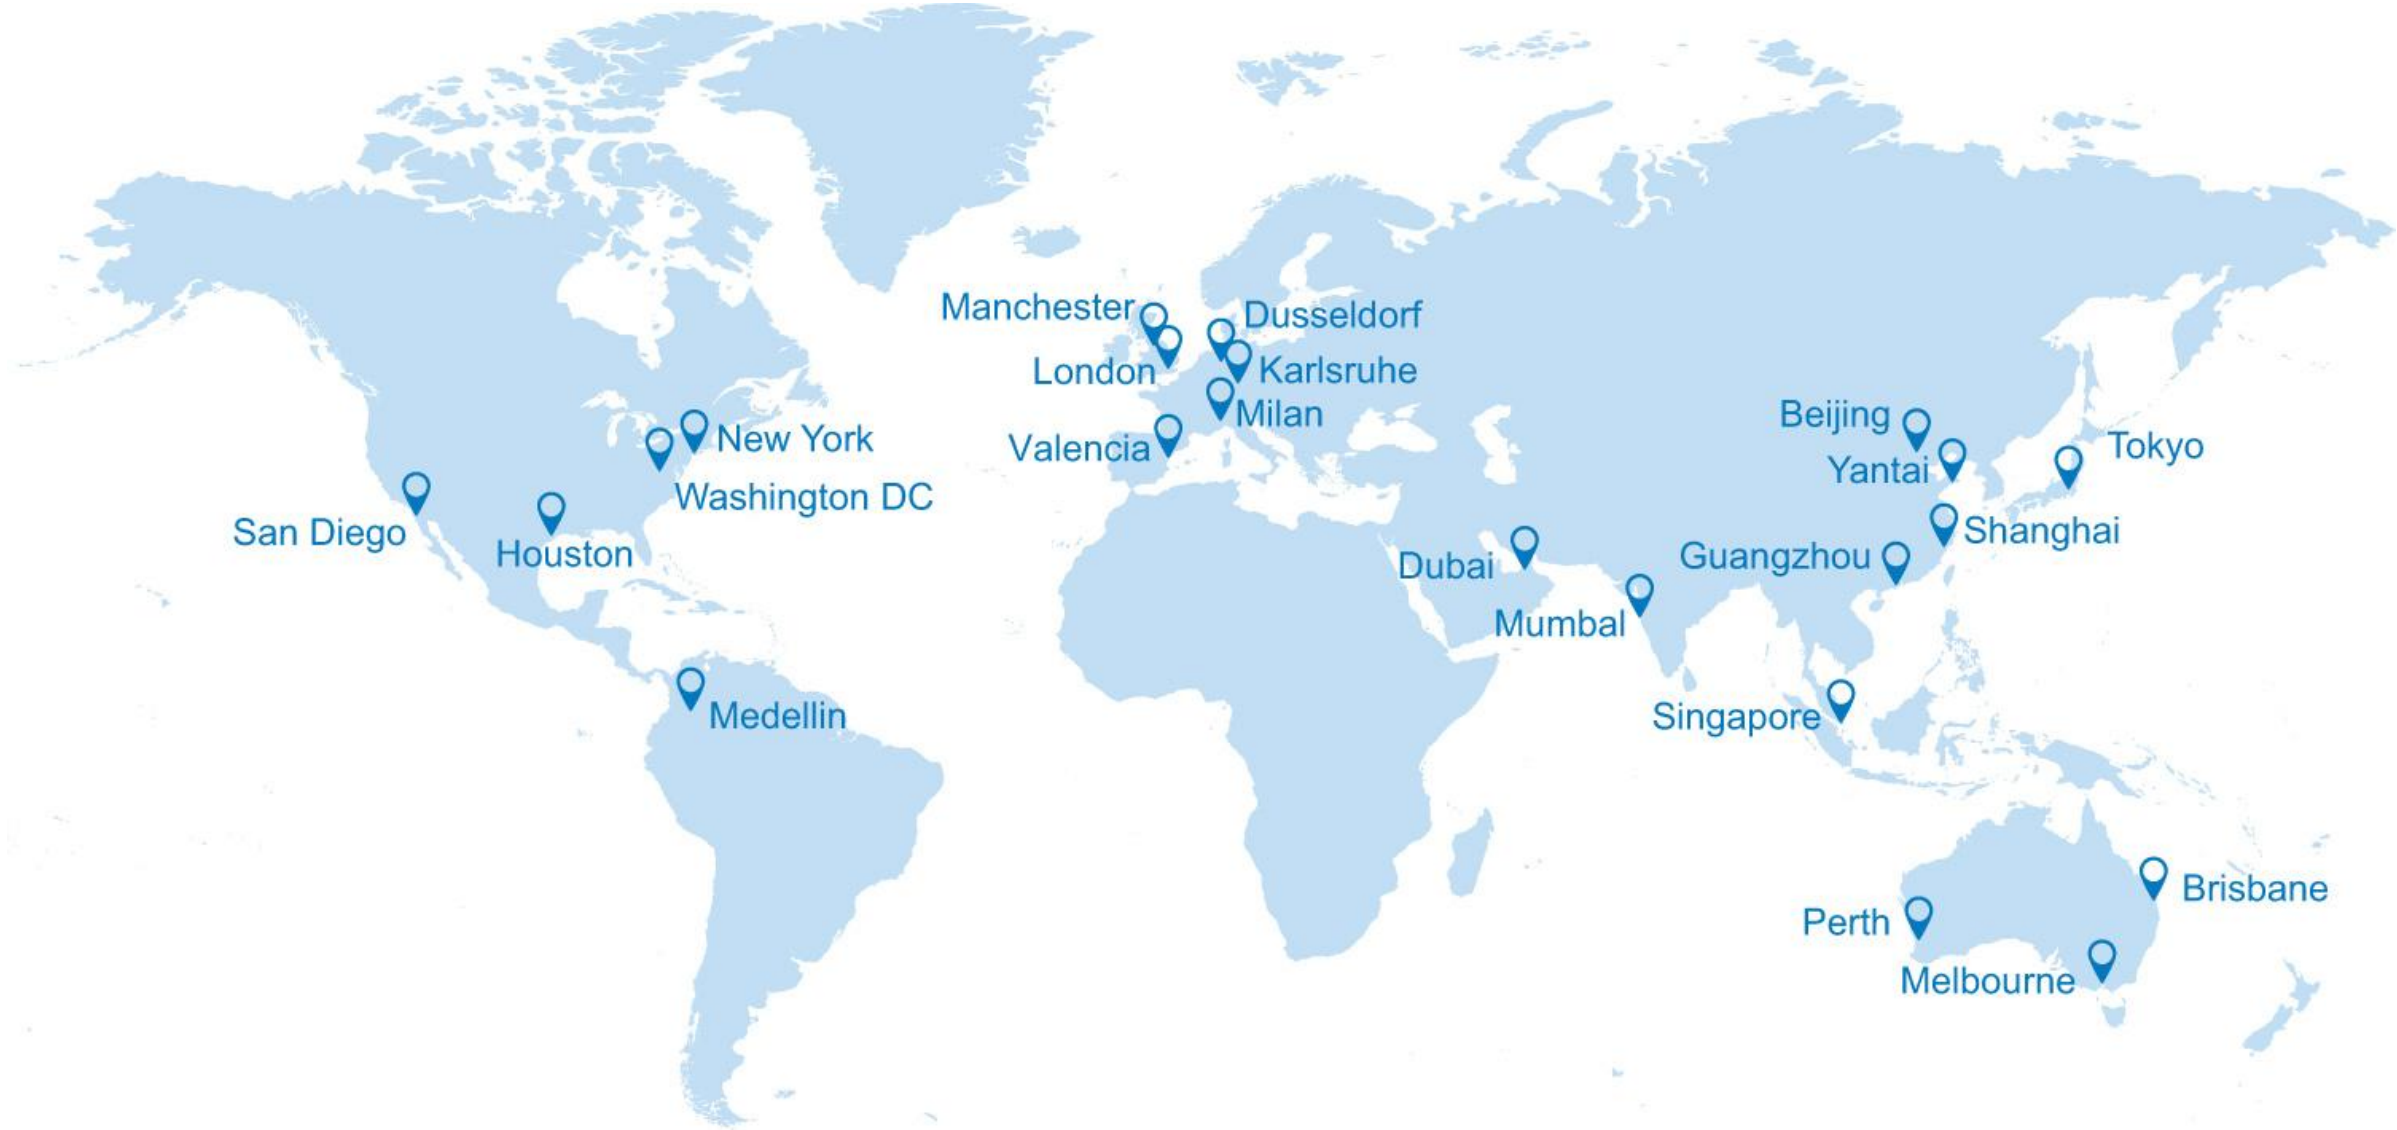 Manchester
Dusseldorf
London
Karlsruhe
Milan
Valencia
New York
Washington DC
San Diego
Houston
Medellin
Beijing
Yantai
Tokyo
Shanghai
Guangzhou
Dubai
Mumbal
Singapore
Brisbane
Perth
Melbourne